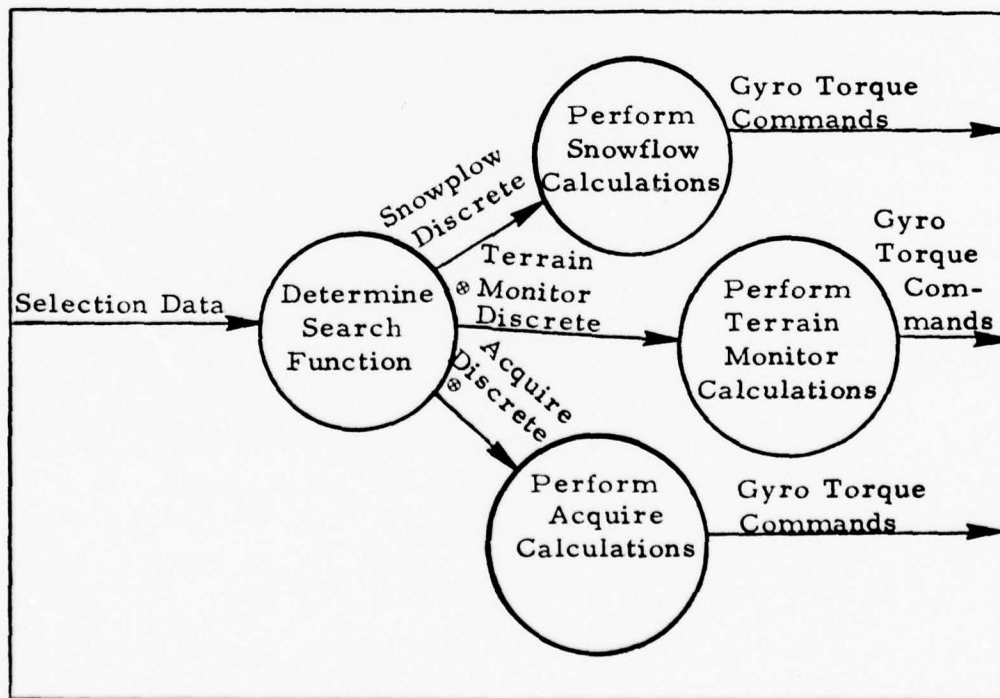 Selection Data
Determine
Search
Function
Snowplow
Discrete
⊗ Terrain
Monitor
Discrete
Acquire
Discrete
⊕
Perform
Snowflow
Calculations
Gyro Torque
Commands
Perform
Terrain
Monitor
Calculations
Gyro
Torque
Com-
mands
Perform
Acquire
Calculations
Gyro Torque
Commands